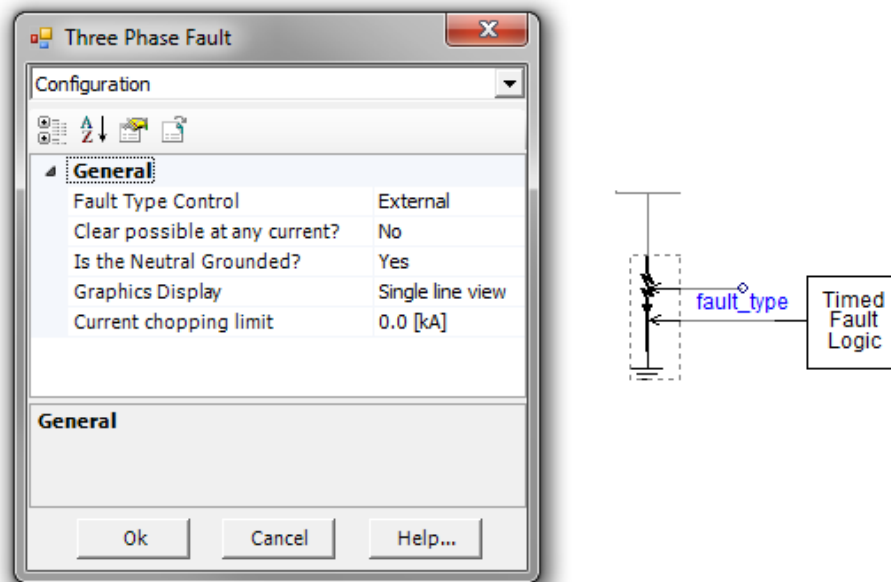 Three Phase Fault
Configuration
A
Z
General
Fault Type Control External
Clear possible at any current? No
Is the Neutral Grounded? Yes
Graphics Display Single line view
Current chopping limit 0.0 [kA]
General
Ok Cancel Help...
fault_type
Timed
Fault
Logic